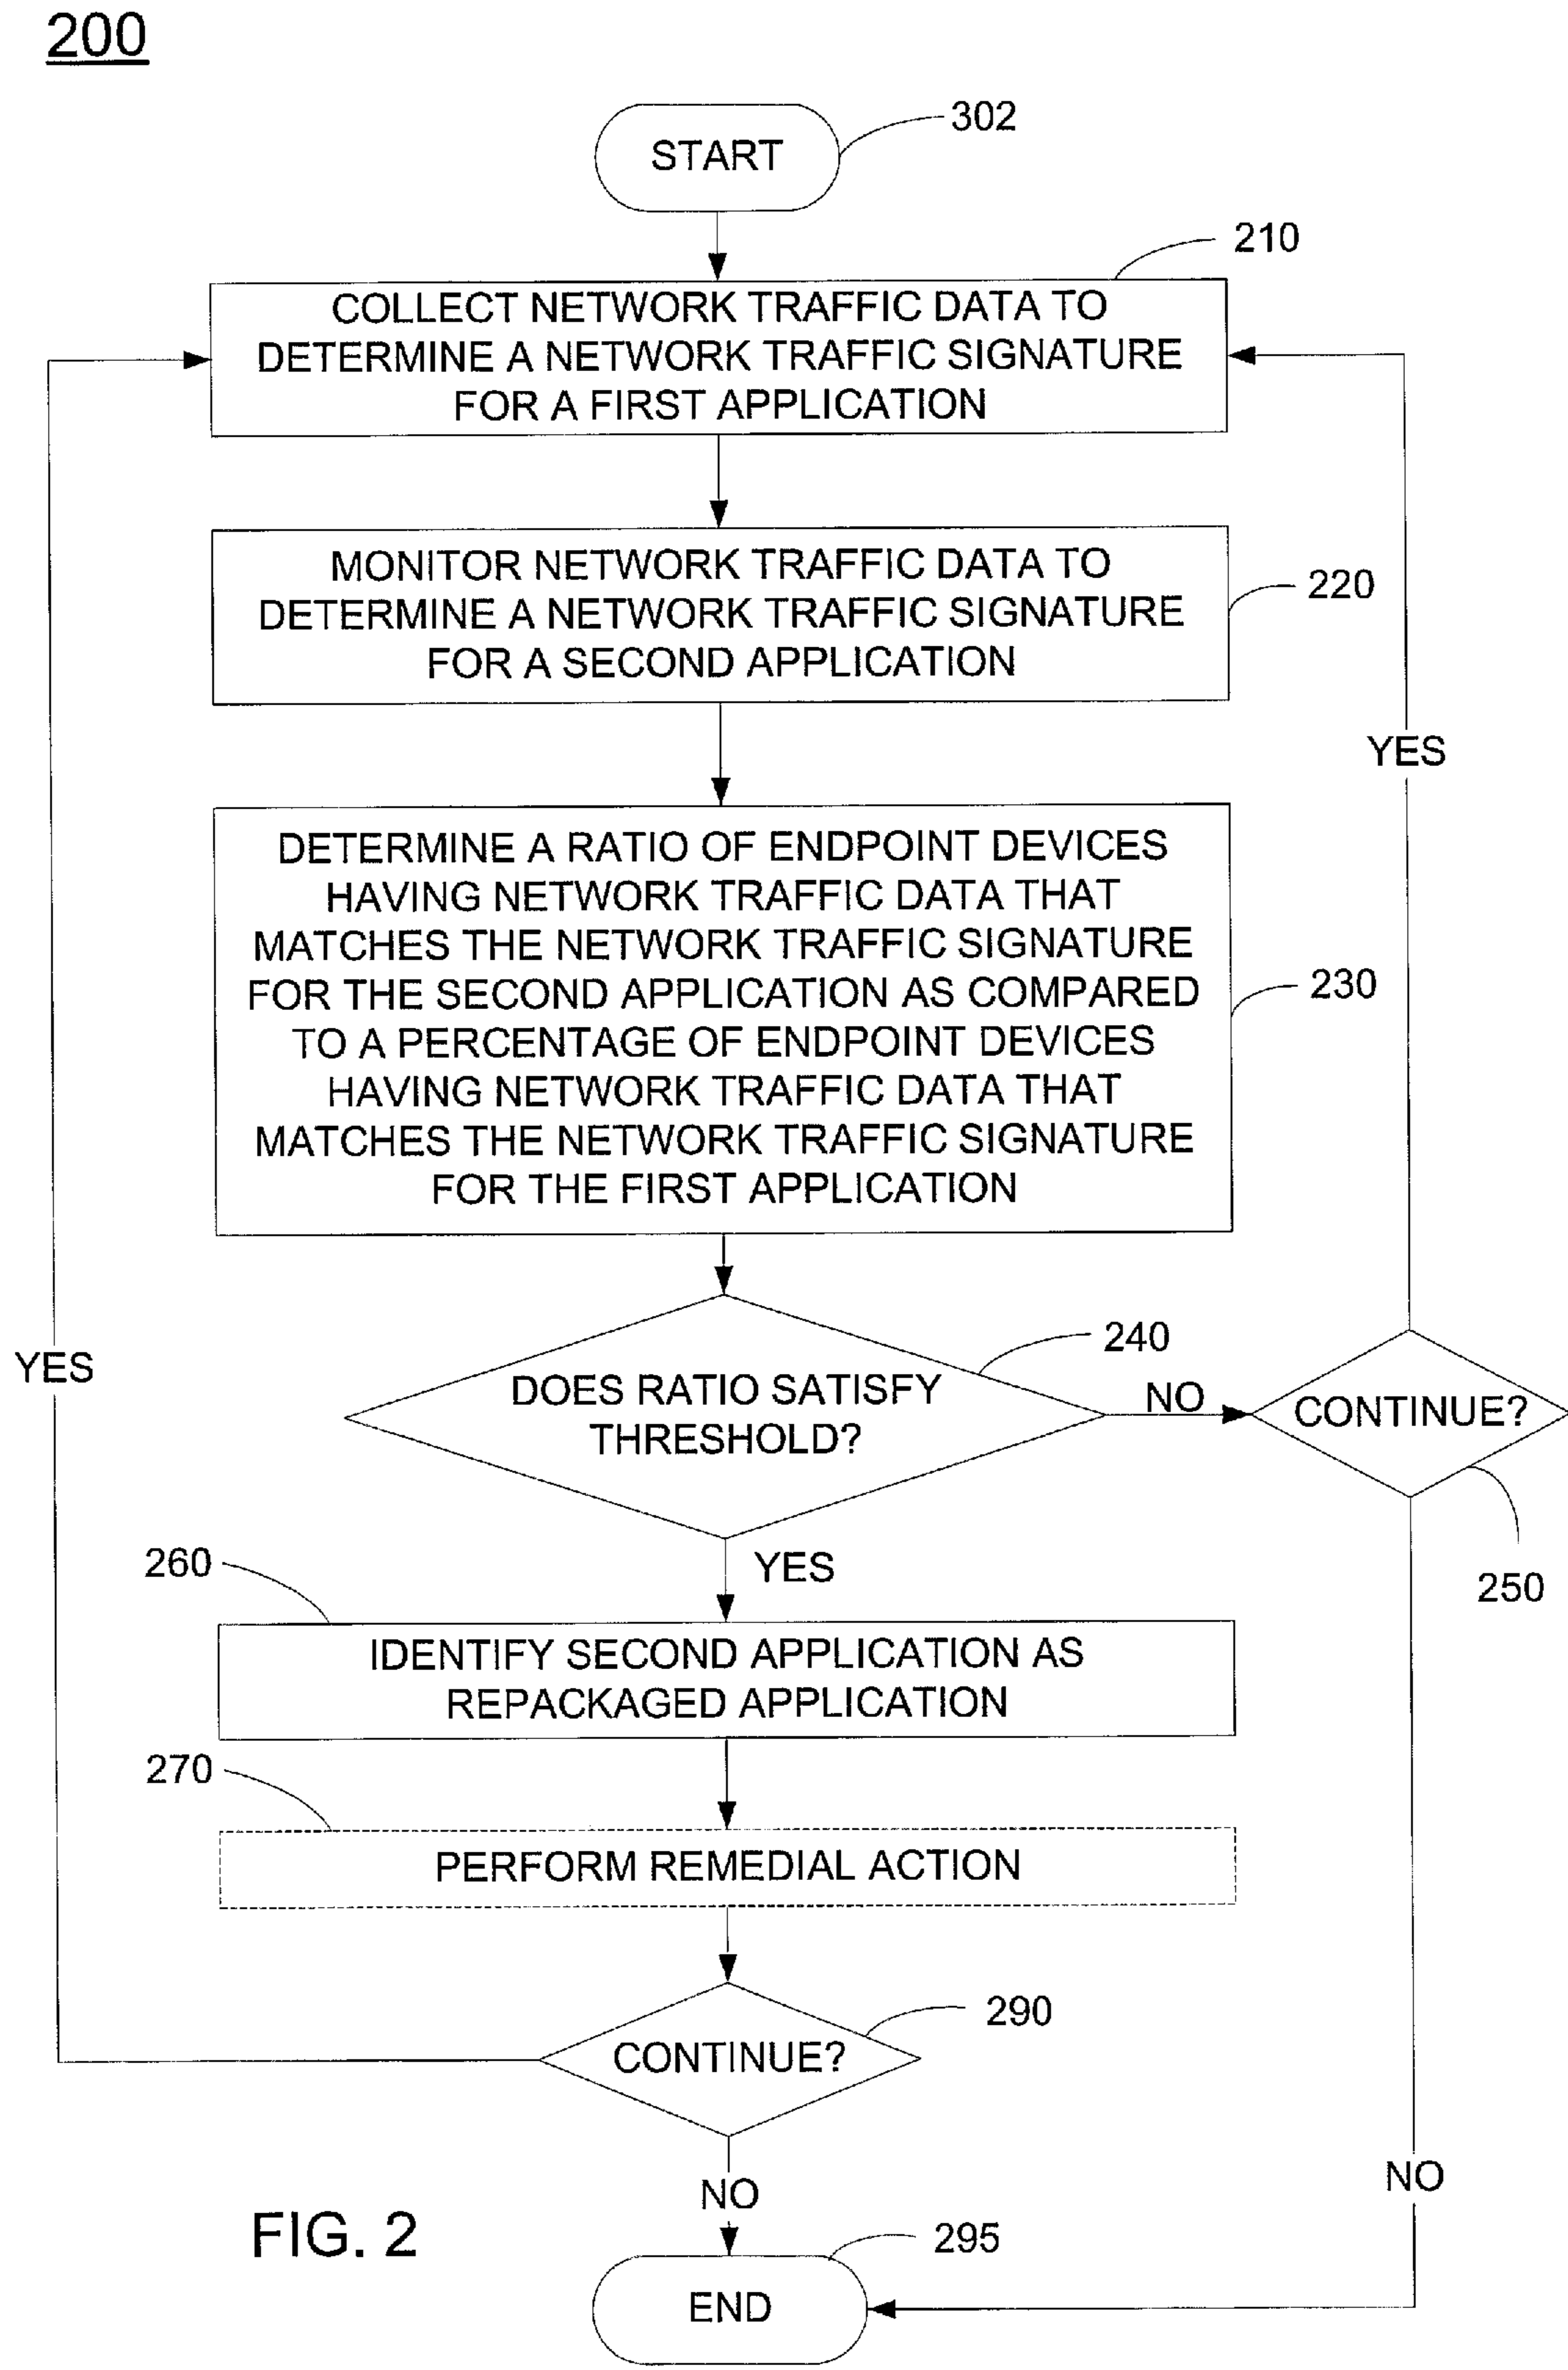 200
START
302
210
COLLECT NETWORK TRAFFIC DATA TO
DETERMINE A NETWORK TRAFFIC SIGNATURE
FOR A FIRST APPLICATION
MONITOR NETWORK TRAFFIC DATA TO
DETERMINE A NETWORK TRAFFIC SIGNATURE
FOR A SECOND APPLICATION
220
YES
DETERMINE A RATIO OF ENDPOINT DEVICES
HAVING NETWORK TRAFFIC DATA THAT
MATCHES THE NETWORK TRAFFIC SIGNATURE
FOR THE SECOND APPLICATION AS COMPARED
TO A PERCENTAGE OF ENDPOINT DEVICES
HAVING NETWORK TRAFFIC DATA THAT
MATCHES THE NETWORK TRAFFIC SIGNATURE
FOR THE FIRST APPLICATION
230
YES
240
DOES RATIO SATISFY
THRESHOLD?
NO
CONTINUE?
250
YES
260
IDENTIFY SECOND APPLICATION AS
REPACKAGED APPLICATION
270
PERFORM REMEDIAL ACTION
290
CONTINUE?
NO
NO
FIG. 2
295
END